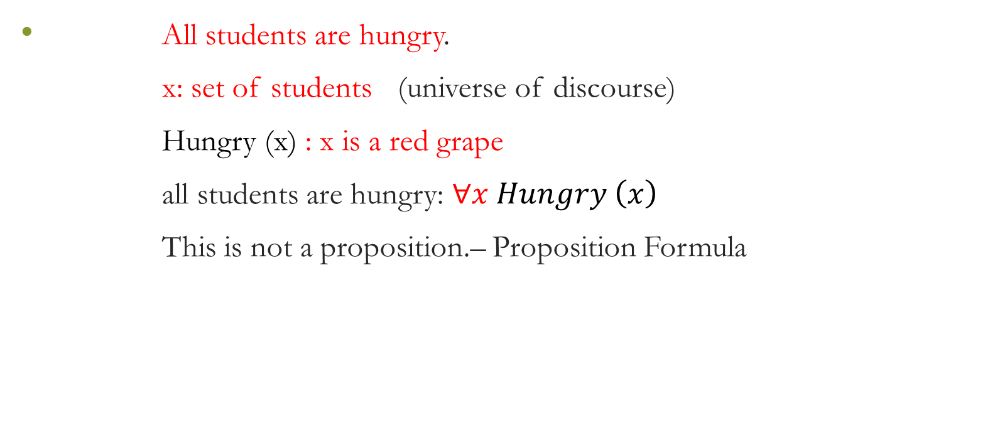 • All students are hungry.
x: set of students (universe of discourse)
Hungry (x) : x is a red grape
all students are hungry: ∀x Hungry (x)
This is not a proposition.– Proposition Formula